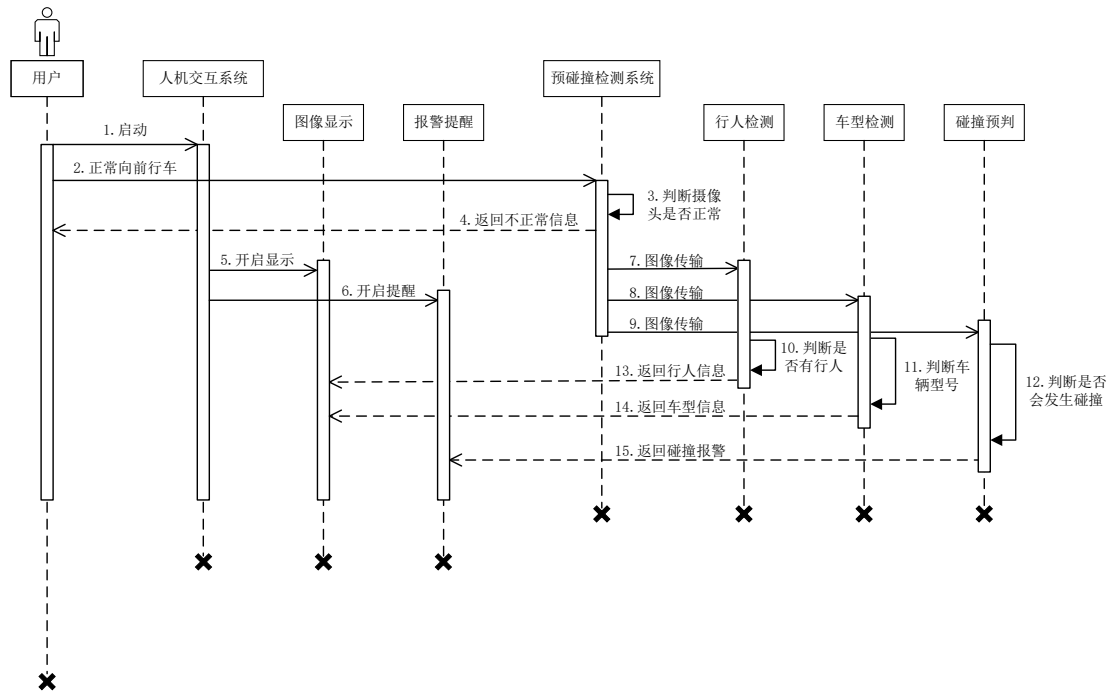 用户
人机交互系统
预碰撞检测系统
图像显示
报警提醒
行人检测
车型检测
碰撞预判
1.启动
2.正常向前行车
3.判断摄像
头是否正常
4.返回不正常信息
5.开启显示
6.开启提醒
7.图像传输
8.图像传输
9.图像传输
10.判断是
否有行人
11.判断车
辆型号
12.判断是否
会发生碰撞
13.返回行人信息
14.返回车型信息
15.返回碰撞报警